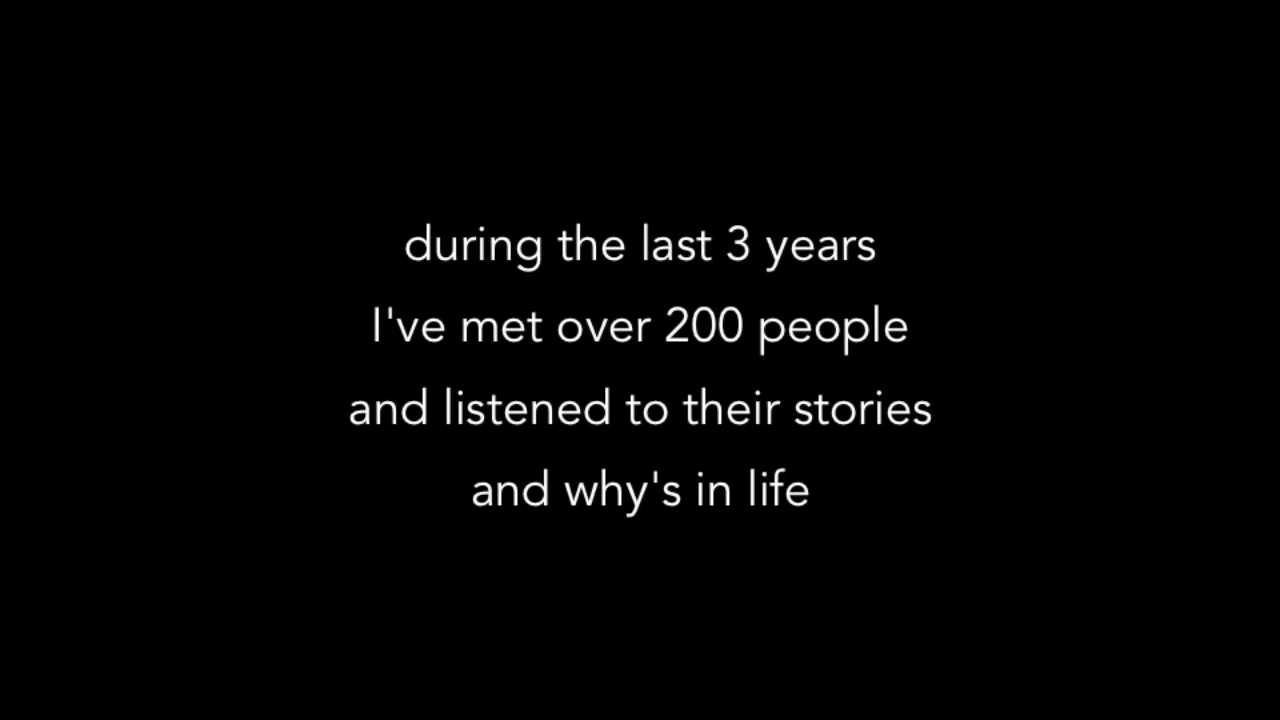 during the last 3 years
I've met over 200 people
and listened to their stories
and why's in life